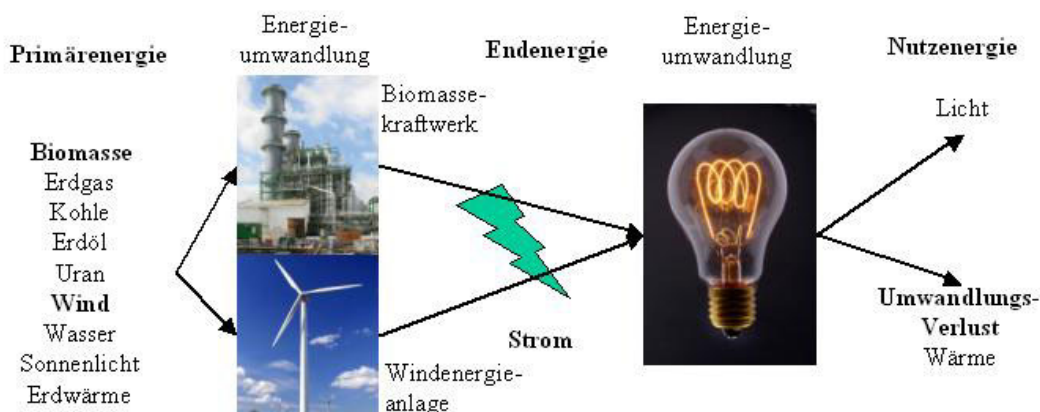 Primärenergie
Biomasse
Erdgas
Kohle
Erdöl
Uran
Wind
Wasser
Sonnenlicht
Erdwärme
Energie-
umwandlung
Biomasse-
kraftwerk
Windenergie-
anlage
Endenergie
Strom
Energie-
umwandlung
Nutzenergie
Licht
Umwandlungs-
Verlust
Wärme